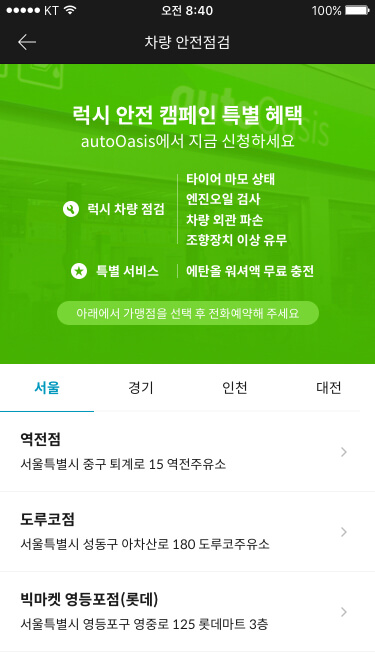 KT 오전 8:40 100%
차량 안전점검
autoOasis
럭시 안전 캠페인 특별 혜택
autoOasis에서 지금 신청하세요
럭시 차량 점검
타이어 마모 상태
엔진오일 검사
차량 외관 파손
조향장치 이상 유무
특별 서비스
에탄올 워셔액 무료 충전
아래에서 가맹점을 선택 후 전화예약해 주세요
서울 경기 인천 대전
역전점
서울특별시 중구 퇴계로 15 역전주유소
도루코점
서울특별시 성동구 아차산로 180 도루코주유소
빅마켓 영등포점(롯데)
서울특별시 영등포구 영중로 125 롯데마트 3층